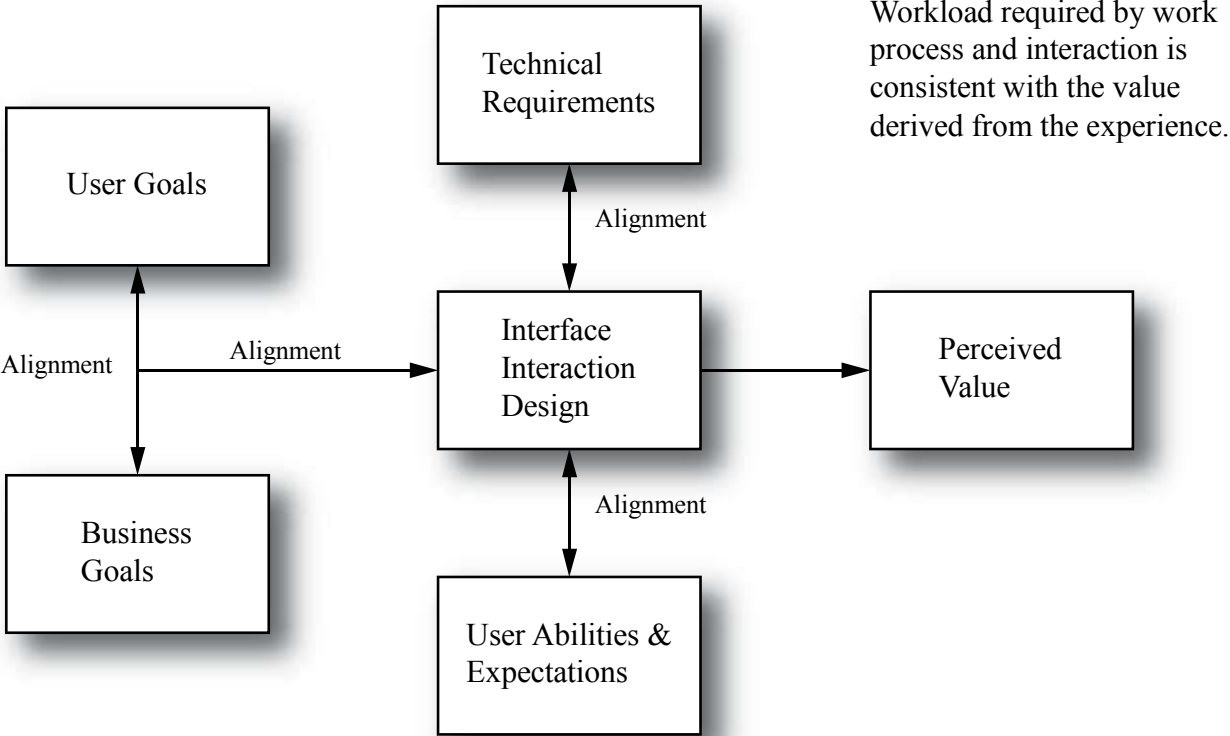 Workload required by work
process and interaction is
consistent with the value
derived from the experience.
Technical
Requirements
User Goals
Alignment
Alignment
Alignment
Interface
Interaction
Design
Perceived
Value
Alignment
Business
Goals
User Abilities &
Expectations